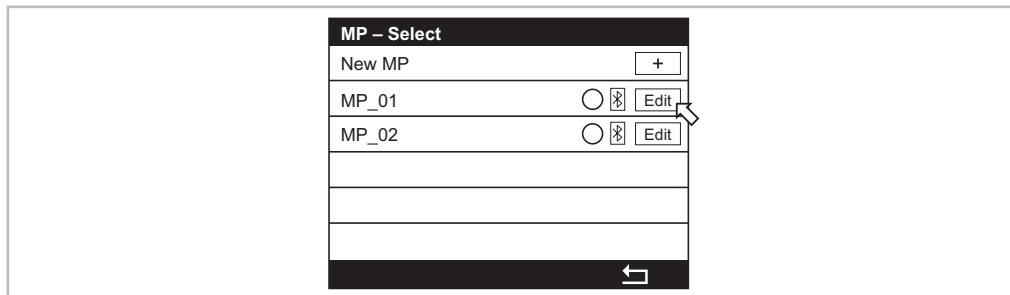 MP – Select
New MP +
MP_01 Edit
MP_02 Edit